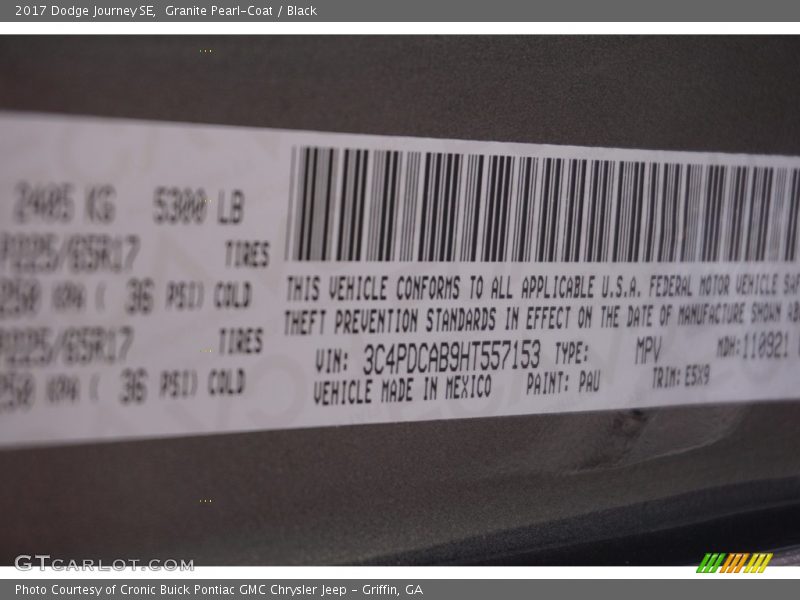 2017 Dodge Journey SE,  Granite Pearl-Coat / Black
2405 KG 5300 LB
P225/65R17 TIRES
250 KPA ( 36 PSI) COLD
P225/65R17 TIRES
250 KPA ( 36 PSI) COLD
THIS VEHICLE CONFORMS TO ALL APPLICABLE U.S.A. FEDERAL MOTOR VEHICLE SAF
THEFT PREVENTION STANDARDS IN EFFECT ON THE DATE OF MANUFACTURE SHOWN AB
VIN: 3C4PDCAB9HT557153 TYPE: MPV MDH: 110921
VEHICLE MADE IN MEXICO PAINT: PAU TRIM: E5X9
GTcarlot.com
Photo Courtesy of Cronic Buick Pontiac GMC Chrysler Jeep - Griffin, GA